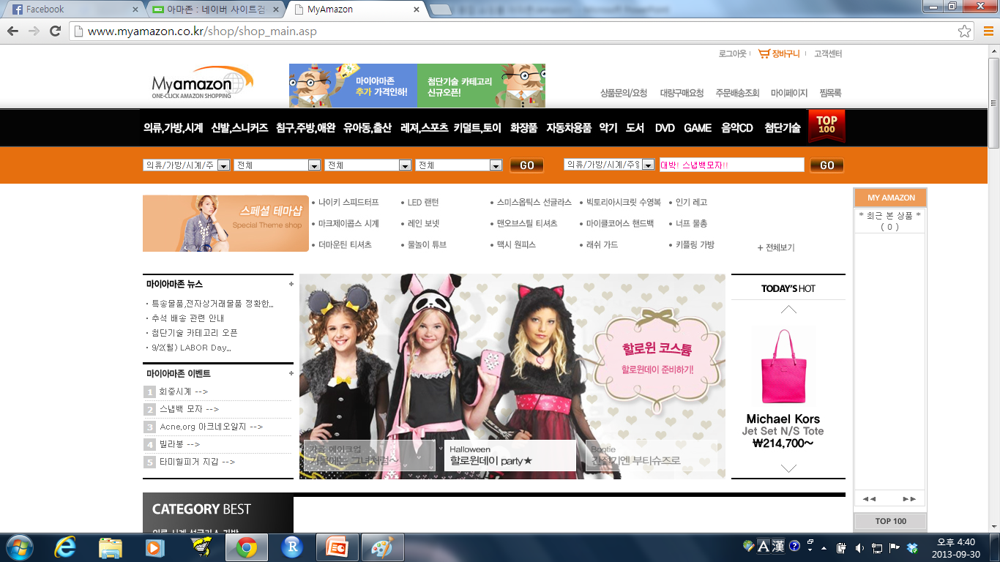 Facebook
아마존 : 네이버 사이트검
MyAmazon
www.myamazon.co.kr/shop/shop_main.asp
로그아웃
장바구니
고객센터
Myamazon
ONE-CLICK AMAZON SHOPPING
마이아마존
추가 가격인하!
첨단기술 카테고리
신규오픈!
상품문의/요청
대량구매요청
주문배송조회
마이페이지
찜목록
의류,가방,시계
신발,스니커즈
침구,주방,애완
유아동,출산
레져,스포츠
키덜트,토이
화장품
자동차용품
악기
도서
DVD
GAME
음악CD
첨단기술
TOP
100
의류/가방/시계/주
전체
전체
전체
GO
의류/가방/시계/주얼
대박! 스냅백모자!!
GO
스페셜 테마샵
Special Theme shop
• 나이키 스피드터프
• LED 랜턴
• 스미스옵틱스 선글라스
• 빅토리아시크릿 수영복
• 인기 레고
• 마크제이콥스 시계
• 레인 보넷
• 맨오브스틸 티셔츠
• 마이클코어스 핸드백
• 너프 물총
• 더마운틴 티셔츠
• 물놀이 튜브
• 맥시 원피스
• 래쉬 가드
• 키플링 가방
+ 전체보기
MY AMAZON
* 최근 본 상품 *
( 0 )
마이아마존 뉴스 +
· 특송물품,전자상거래물품 정확한...
· 추석 배송 관련 안내
· 첨단기술 카테고리 오픈
· 9/2(월) LABOR Day...
마이아마존 이벤트 +
1 회중시계 -->
2 스냅백 모자 -->
3 Acne.org 아크네오알지 -->
4 빌라봉 -->
5 타미힐피거 지갑 -->
할로윈 코스튬
할로윈데이 준비하기!
가을 메이크업
가을에는 그녀처럼~
Halloween
할로윈데이 party★
Bootie
간절기엔 부티슈즈로
TODAY'S HOT
Michael Kors
Jet Set N/S Tote
₩214,700~
◀◀ ▶▶
TOP 100
CATEGORY BEST
의류 시계 선글라스 가방
A 漢
오후 4:40
2013-09-30